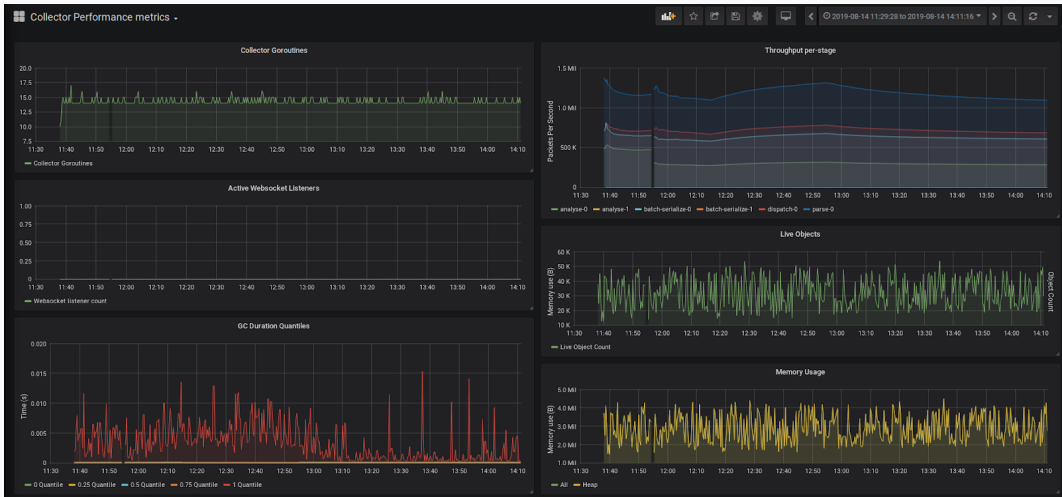 Collector Performance metrics
2019-08-14 11:29:28 to 2019-08-14 14:11:16
Collector Goroutines
20.0
17.5
15.0
12.5
10.0
7.5
11:30 11:40 11:50 12:00 12:10 12:20 12:30 12:40 12:50 13:00 13:10 13:20 13:30 13:40 13:50 14:00 14:10
Collector Goroutines
Active Websocket Listeners
1.00
0.75
0.50
0.25
0
11:30 11:40 11:50 12:00 12:10 12:20 12:30 12:40 12:50 13:00 13:10 13:20 13:30 13:40 13:50 14:00 14:10
Websocket listener count
GC Duration Quantiles
Time (s)
0.020
0.015
0.010
0.005
0
11:30 11:40 11:50 12:00 12:10 12:20 12:30 12:40 12:50 13:00 13:10 13:20 13:30 13:40 13:50 14:00 14:10
0 Quantile 0.25 Quantile 0.5 Quantile 0.75 Quantile 1 Quantile
Throughput per-stage
Packets Per Second
1.5 Mil
1.0 Mil
500 K
0
11:30 11:40 11:50 12:00 12:10 12:20 12:30 12:40 12:50 13:00 13:10 13:20 13:30 13:40 13:50 14:00 14:10
analyse-0 analyse-1 batch-serialize-0 batch-serialize-1 dispatch-0 parse-0
Live Objects
Memory use (B)
60 K
50 K
40 K
30 K
20 K
10 K
Object Count
11:30 11:40 11:50 12:00 12:10 12:20 12:30 12:40 12:50 13:00 13:10 13:20 13:30 13:40 13:50 14:00 14:10
Live Object Count
Memory Usage
Memory use (B)
5.0 Mil
4.0 Mil
3.0 Mil
2.0 Mil
1.0 Mil
11:30 11:40 11:50 12:00 12:10 12:20 12:30 12:40 12:50 13:00 13:10 13:20 13:30 13:40 13:50 14:00 14:10
All Heap